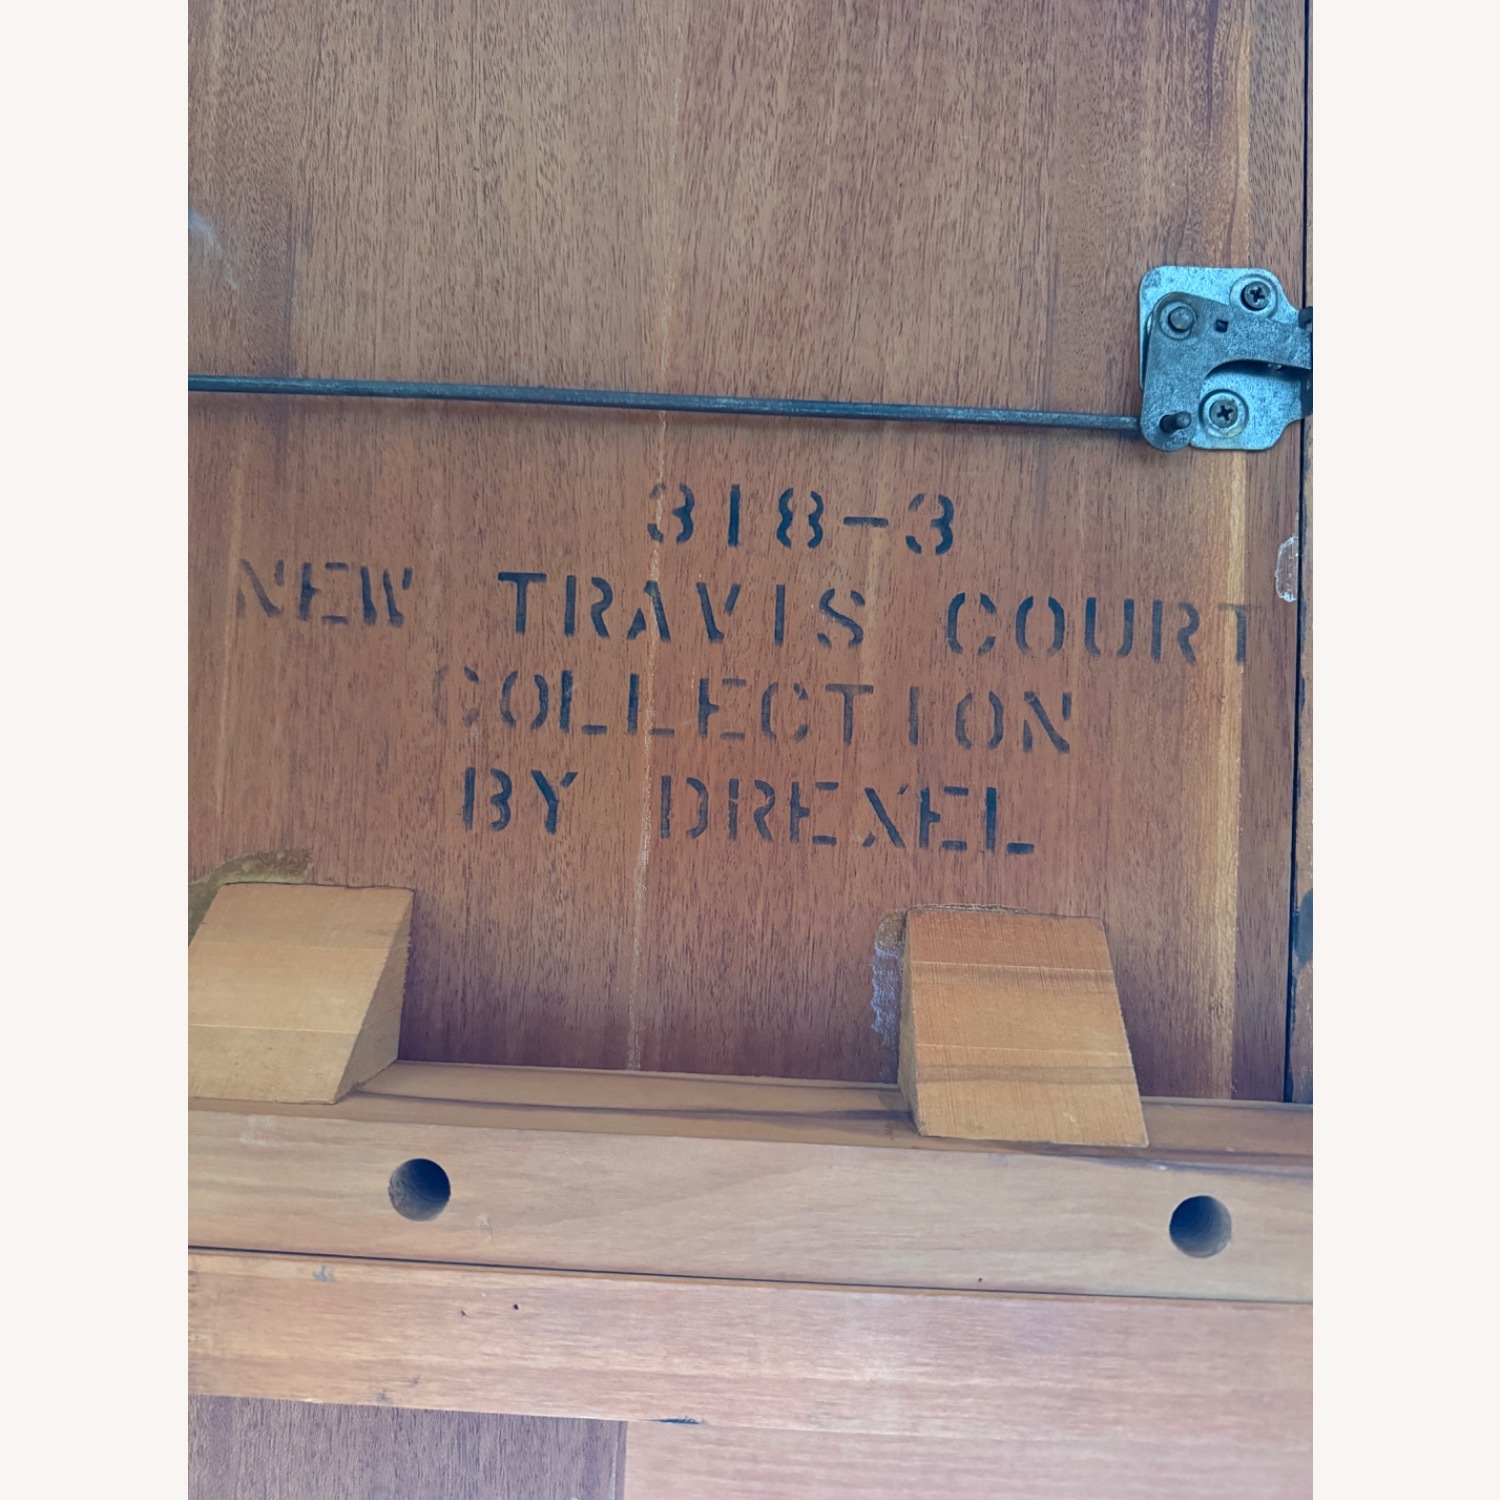 318-3
NEW TRAVIS COURT
COLLECTION
BY DREXEL